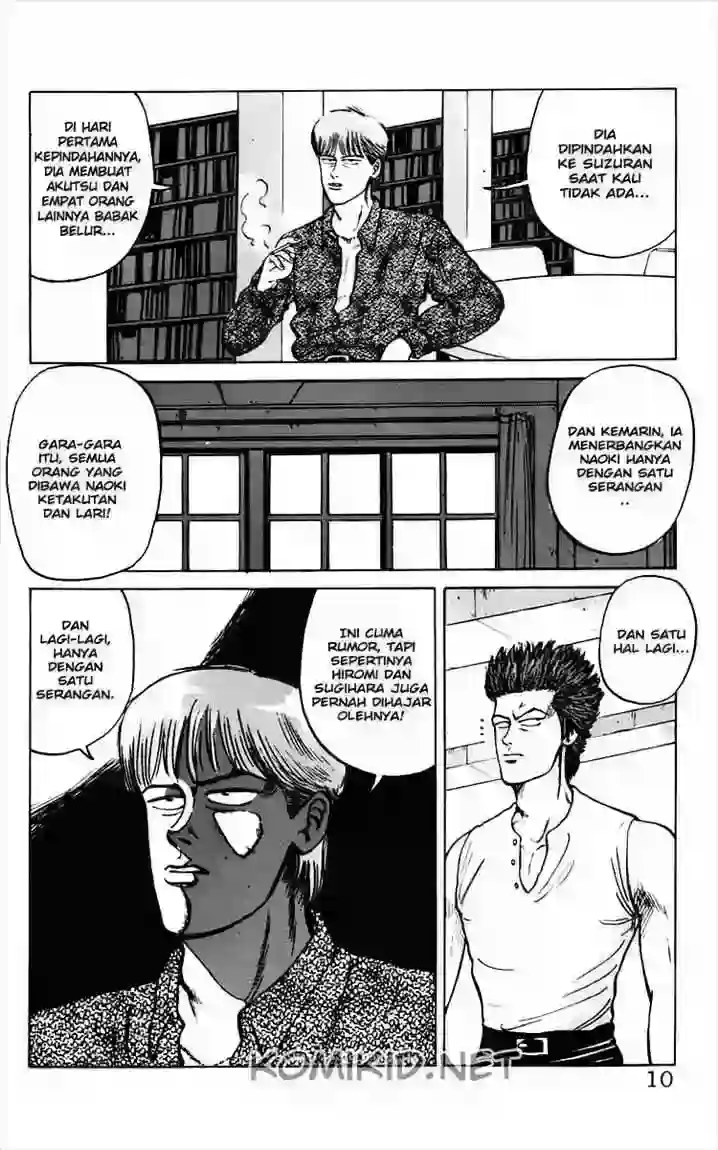 DIA
DIPINDAHKAN
KE SUZURAN
SAAT KAU
TIDAK ADA...
DI HARI
PERTAMA
KEPINDAHANNYA,
DIA MEMBUAT
AKUTSU DAN
EMPAT ORANG
LAINNYA BABAK
BELUR...
DAN KEMARIN, IA
MENERBANGKAN
NAOKI HANYA
DENGAN SATU
SERANGAN
..
GARA-GARA
ITU, SEMUA
ORANG YANG
DIBAWA NAOKI
KETAKUTAN
DAN LARI!
DAN SATU
HAL LAGI...
...
INI CUMA
RUMOR, TAPI
SEPERTINYA
HIROMI DAN
SUGIHARA JUGA
PERNAH DIHAJAR
OLEHNYA!
DAN
LAGI-LAGI,
HANYA
DENGAN
SATU
SERANGAN.
KOMIKID.NET
10